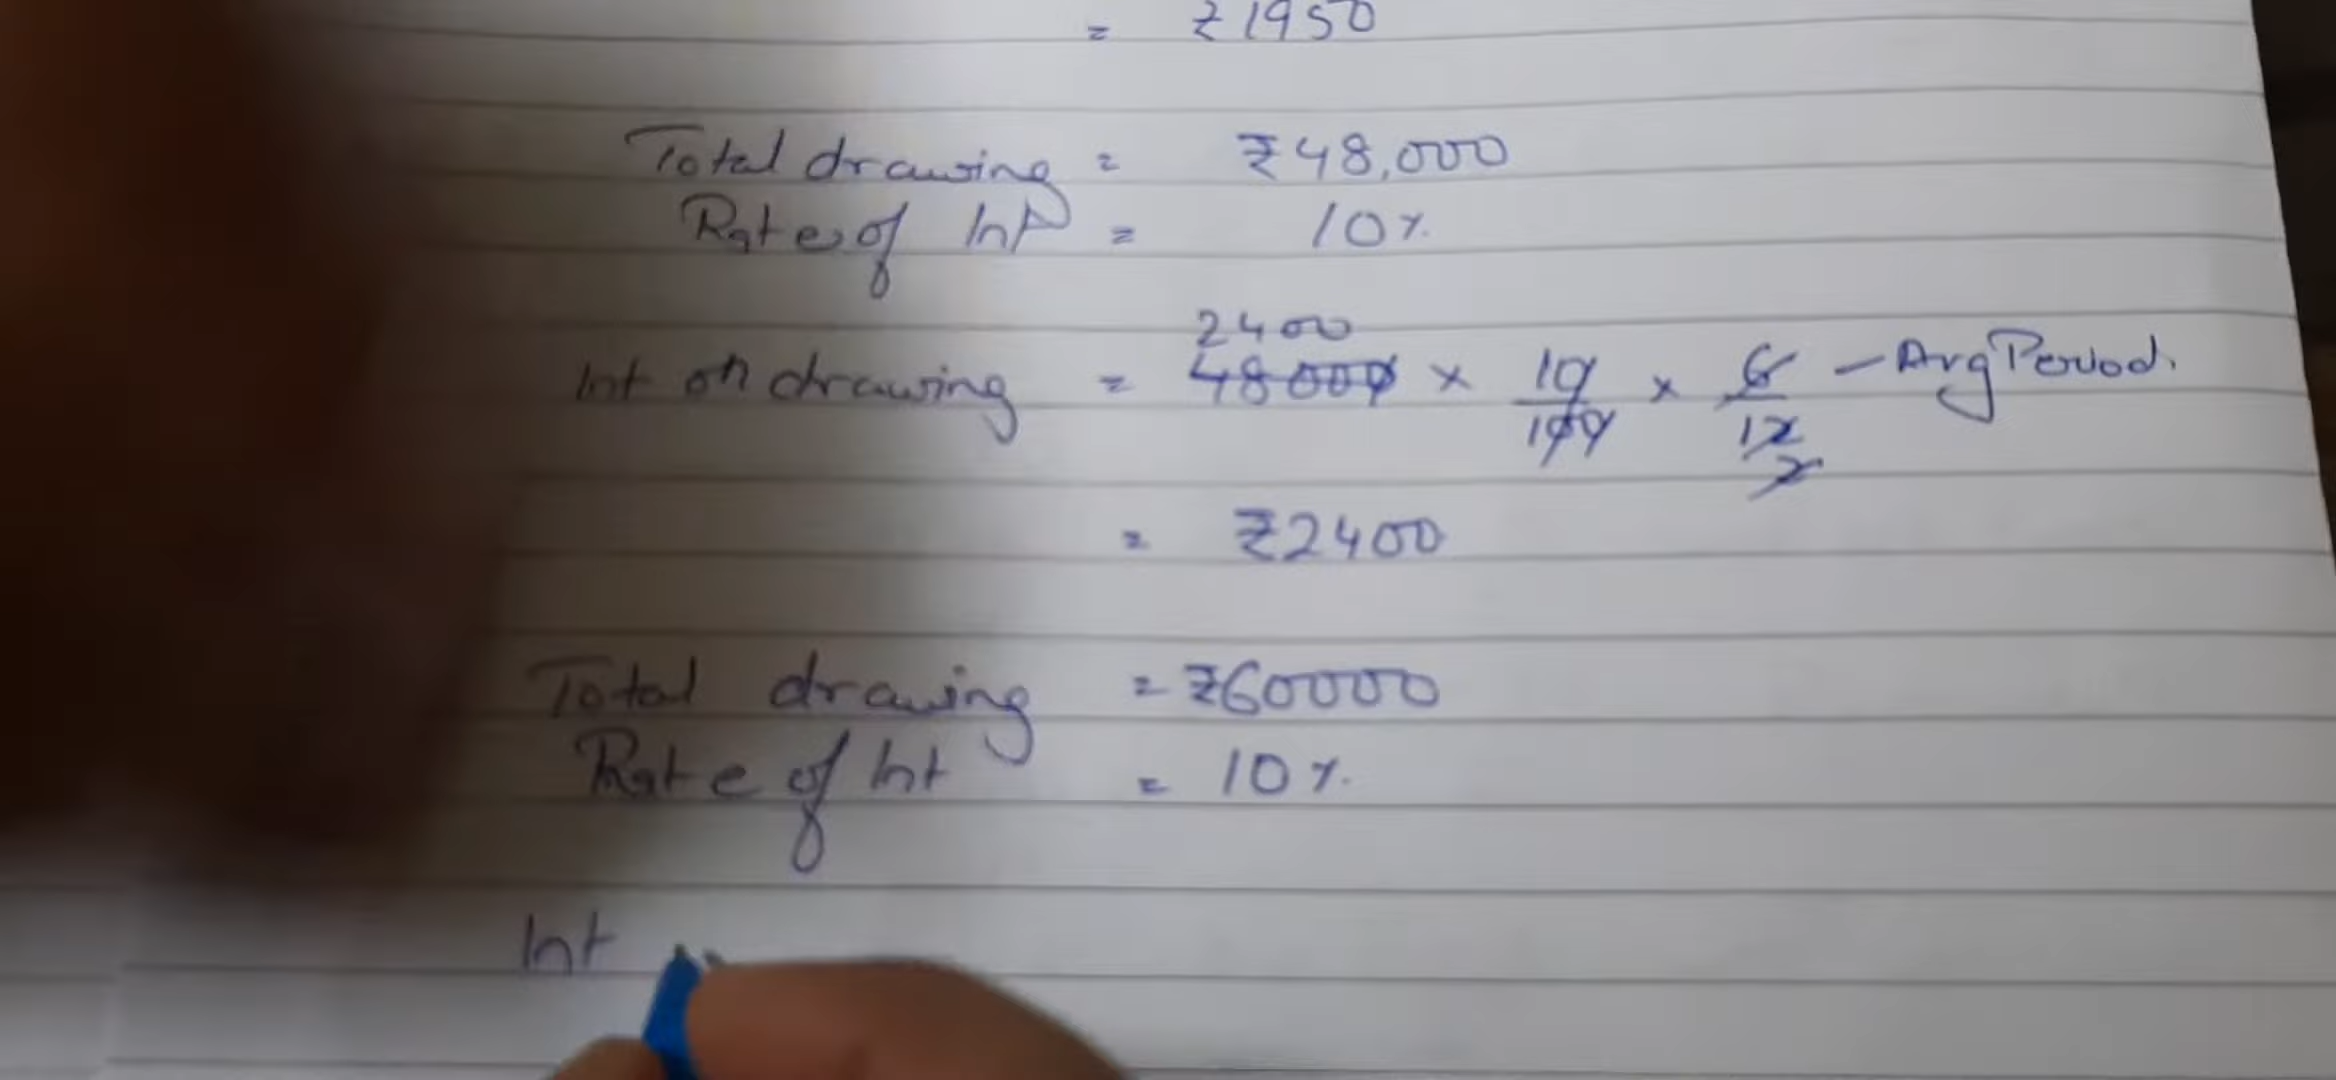 = ₹1950
Total drawing = ₹48,000
Rate of Int = 10%
2400
Int on drawing = 48000 × 10/100 × 6/12 - Avg Period.
2
= ₹2400
Total drawing = ₹60000
Rate of Int = 10%
Int